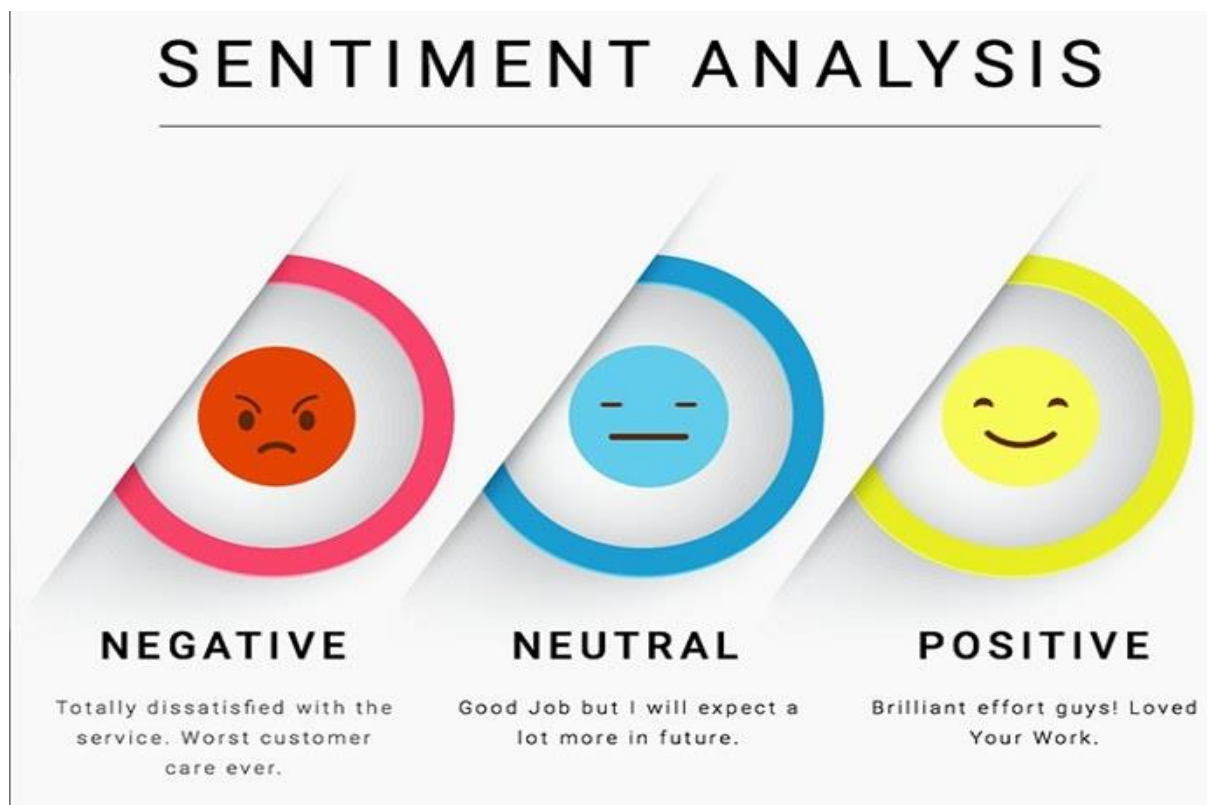 SENTIMENT ANALYSIS
NEGATIVE
Totally dissatisfied with the
service. Worst customer
care ever.
NEUTRAL
Good Job but I will expect a
lot more in future.
POSITIVE
Brilliant effort guys! Loved
Your Work.